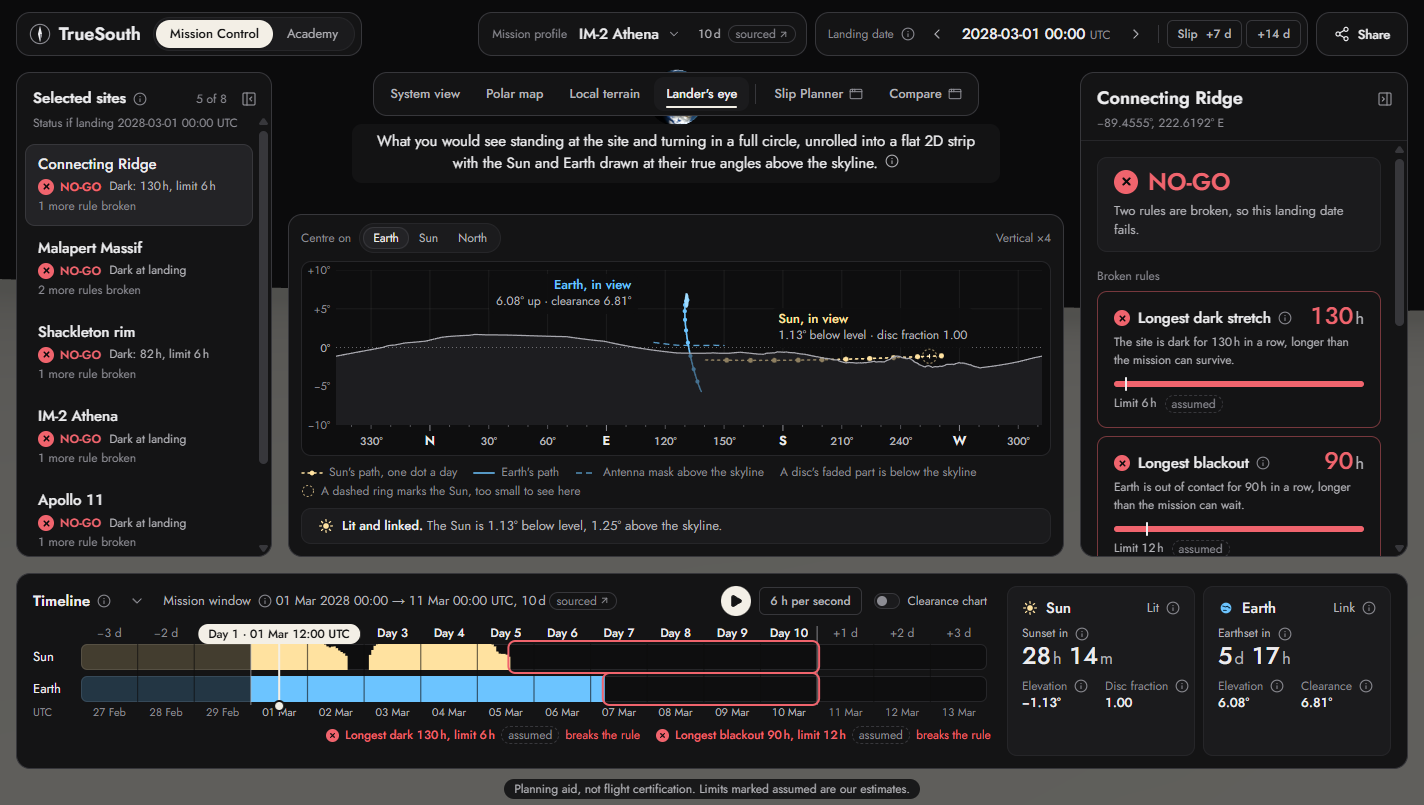 TrueSouth
Mission Control
Academy
Mission profile IM-2 Athena 10 d sourced ↗
Landing date 2028-03-01 00:00 UTC
Slip +7 d +14 d
Share
Selected sites 5 of 8
Status if landing 2028-03-01 00:00 UTC
Connecting Ridge
NO-GO Dark: 130 h, limit 6 h
1 more rule broken
Malapert Massif
NO-GO Dark at landing
2 more rules broken
Shackleton rim
NO-GO Dark: 82 h, limit 6 h
1 more rule broken
IM-2 Athena
NO-GO Dark at landing
1 more rule broken
Apollo 11
NO-GO Dark at landing
1 more rule broken
System view Polar map Local terrain Lander's eye Slip Planner Compare
What you would see standing at the site and turning in a full circle, unrolled into a flat 2D strip
with the Sun and Earth drawn at their true angles above the skyline.
Centre on Earth Sun North Vertical ×4
+10°
+5°
0°
−5°
−10°
Earth, in view
6.08° up · clearance 6.81°
Sun, in view
1.13° below level · disc fraction 1.00
330° N 30° 60° E 120° 150° S 210° 240° W 300°
Sun's path, one dot a day Earth's path Antenna mask above the skyline A disc's faded part is below the skyline
A dashed ring marks the Sun, too small to see here
Lit and linked. The Sun is 1.13° below level, 1.25° above the skyline.
Connecting Ridge
−89.4555°, 222.6192° E
NO-GO
Two rules are broken, so this landing date
fails.
Broken rules
Longest dark stretch 130 h
The site is dark for 130 h in a row, longer than
the mission can survive.
Limit 6 h assumed
Longest blackout 90 h
Earth is out of contact for 90 h in a row, longer
than the mission can wait.
Limit 12 h assumed
Timeline Mission window 01 Mar 2028 00:00 → 11 Mar 00:00 UTC, 10 d sourced ↗
6 h per second Clearance chart
−3 d −2 d Day 1 · 01 Mar 12:00 UTC Day 3 Day 4 Day 5 Day 6 Day 7 Day 8 Day 9 Day 10 +1 d +2 d +3 d
Sun
Earth
UTC 27 Feb 28 Feb 29 Feb 01 Mar 02 Mar 03 Mar 04 Mar 05 Mar 06 Mar 07 Mar 08 Mar 09 Mar 10 Mar 11 Mar 12 Mar 13 Mar
Longest dark 130 h, limit 6 h assumed breaks the rule Longest blackout 90 h, limit 12 h assumed breaks the rule
Sun Lit
Sunset in
28 h 14 m
Elevation Disc fraction
−1.13° 1.00
Earth Link
Earthset in
5 d 17 h
Elevation Clearance
6.08° 6.81°
Planning aid, not flight certification. Limits marked assumed are our estimates.